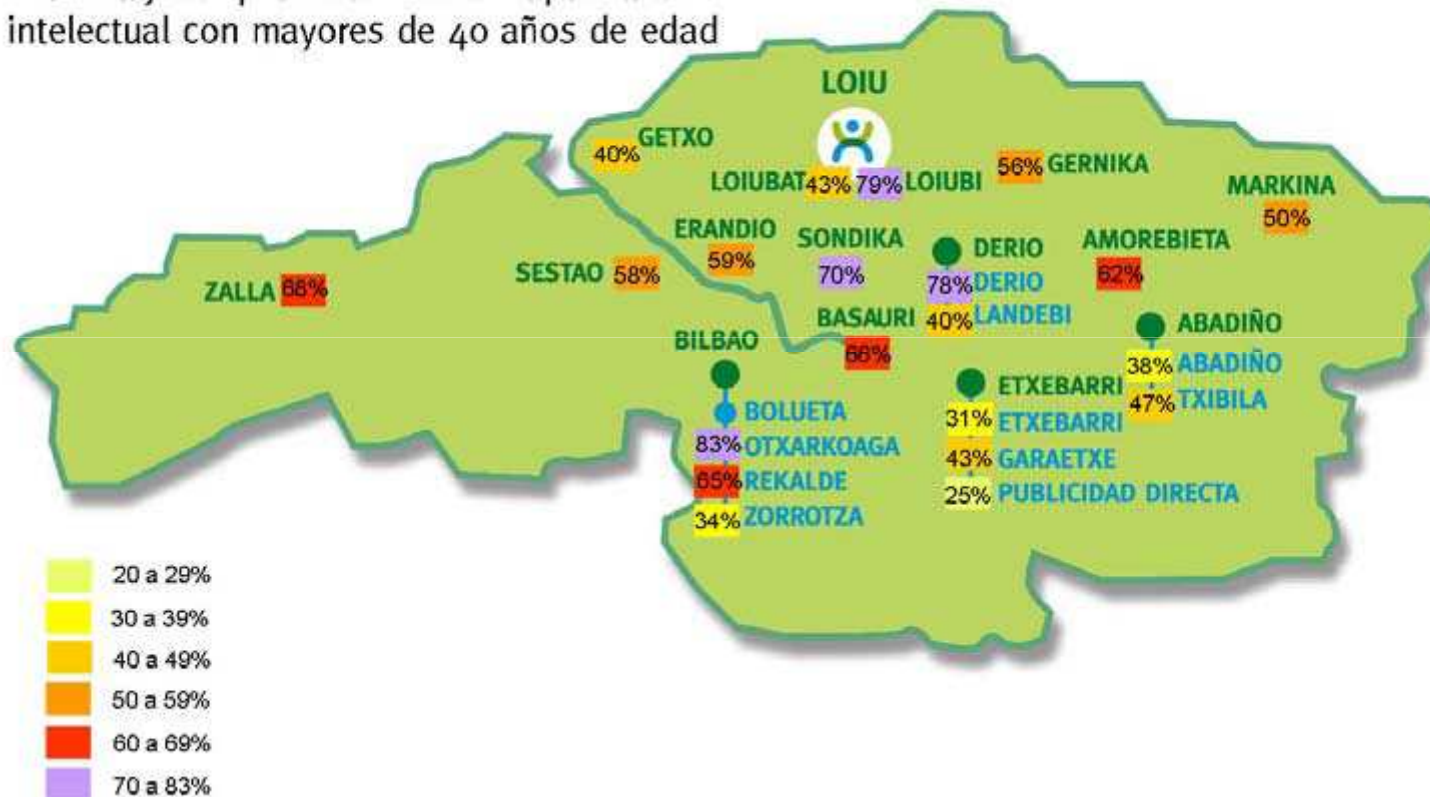 intelectual con mayores de 40 años de edad
LOIU
GETXO
40%
LOIUBAT 43% 79% LOIUBI
56% GERNIKA
MARKINA
50%
ERANDIO
59%
SONDIKA
70%
DERIO
78% DERIO
40% LANDEBI
AMOREBIETA
62%
ZALLA 68%
SESTAO 58%
BASAURI
66%
ABADIÑO
38% ABADIÑO
47% TXIBILA
BILBAO
BOLUETA
83% OTXARKOAGA
65% REKALDE
34% ZORROTZA
ETXEBARRI
31% ETXEBARRI
43% GARAETXE
25% PUBLICIDAD DIRECTA
20 a 29%
30 a 39%
40 a 49%
50 a 59%
60 a 69%
70 a 83%